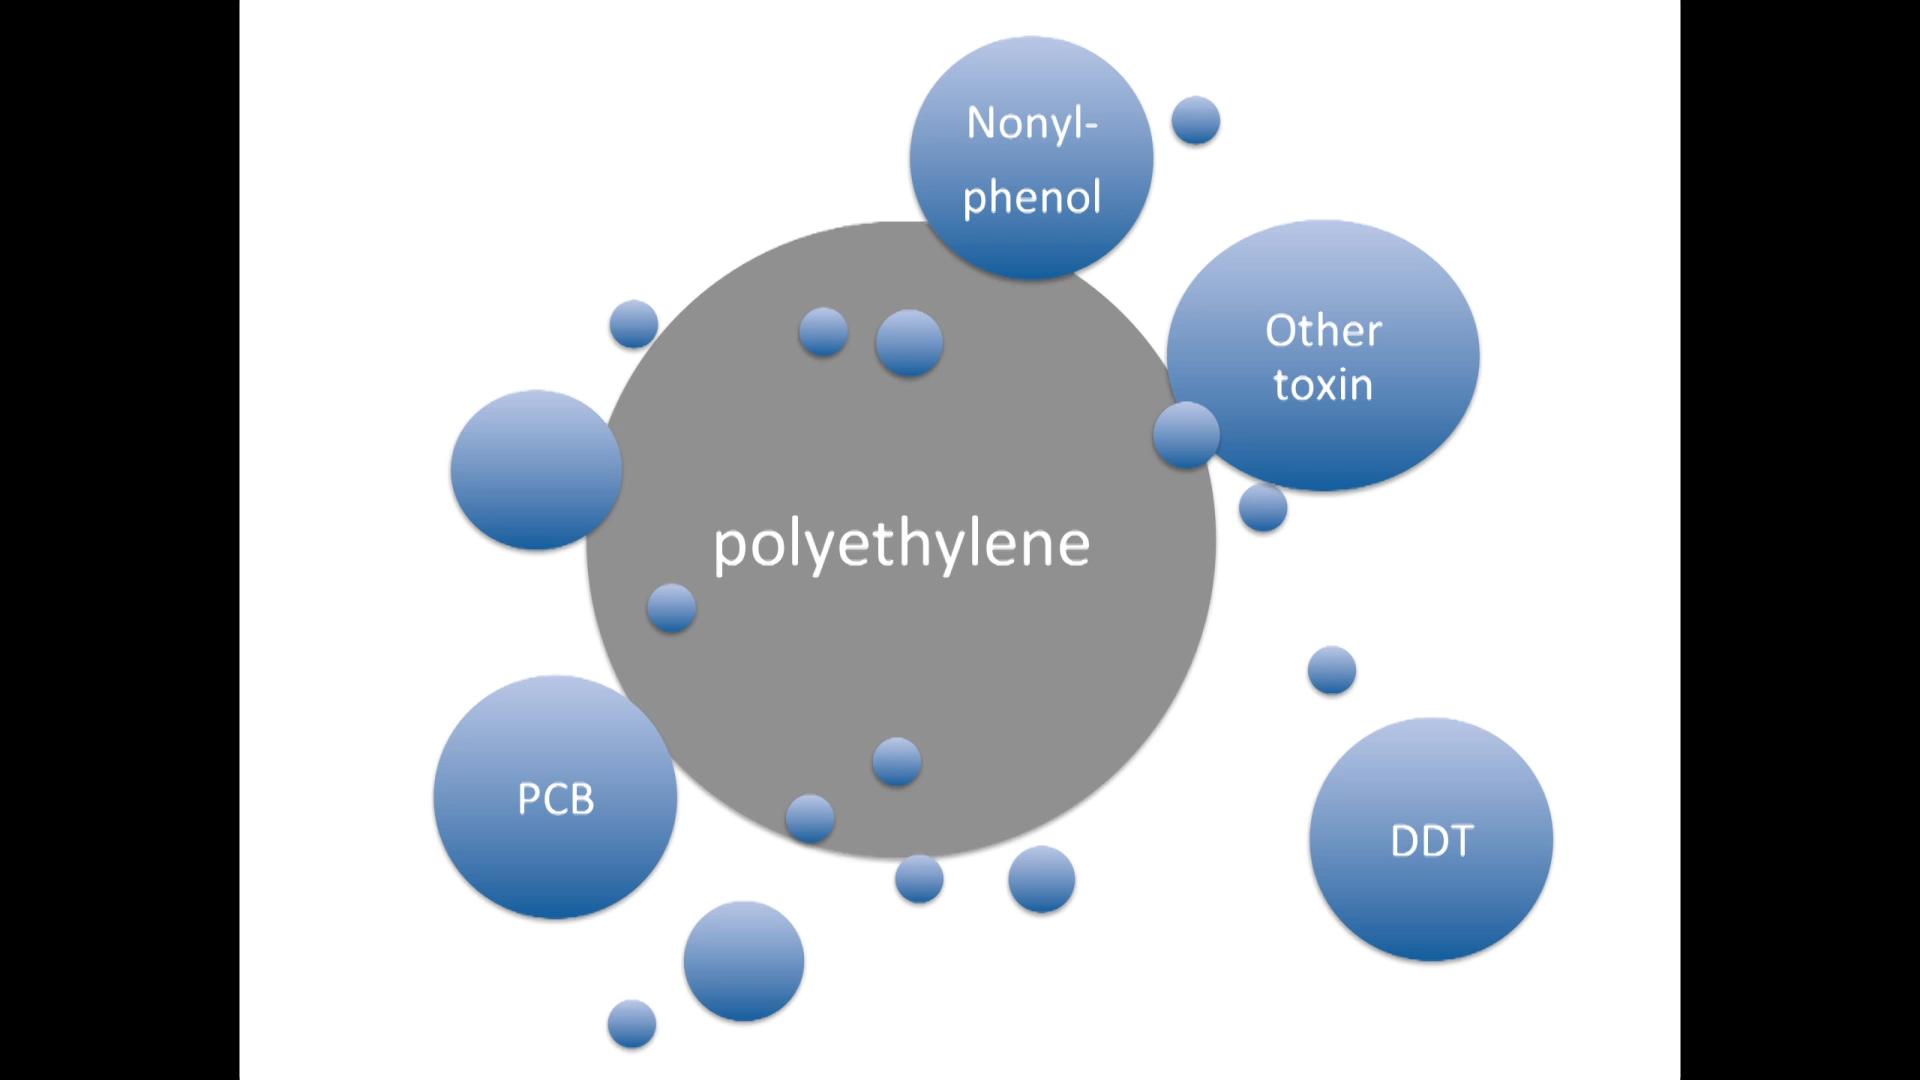 Nonyl-
phenol
Other
toxin
polyethylene
PCB
DDT